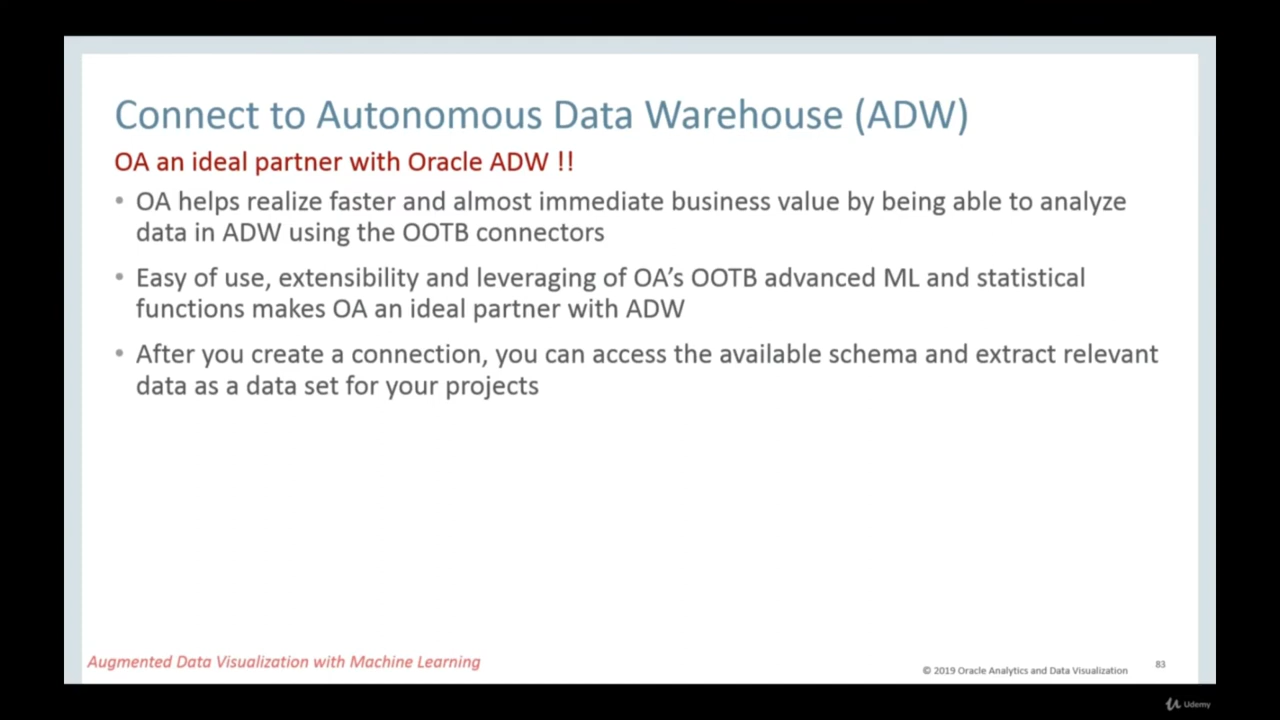 Connect to Autonomous Data Warehouse (ADW)
OA an ideal partner with Oracle ADW !!
• OA helps realize faster and almost immediate business value by being able to analyze
data in ADW using the OOTB connectors
• Easy of use, extensibility and leveraging of OA's OOTB advanced ML and statistical
functions makes OA an ideal partner with ADW
• After you create a connection, you can access the available schema and extract relevant
data as a data set for your projects
Augmented Data Visualization with Machine Learning
© 2019 Oracle Analytics and Data Visualization
83
Udemy